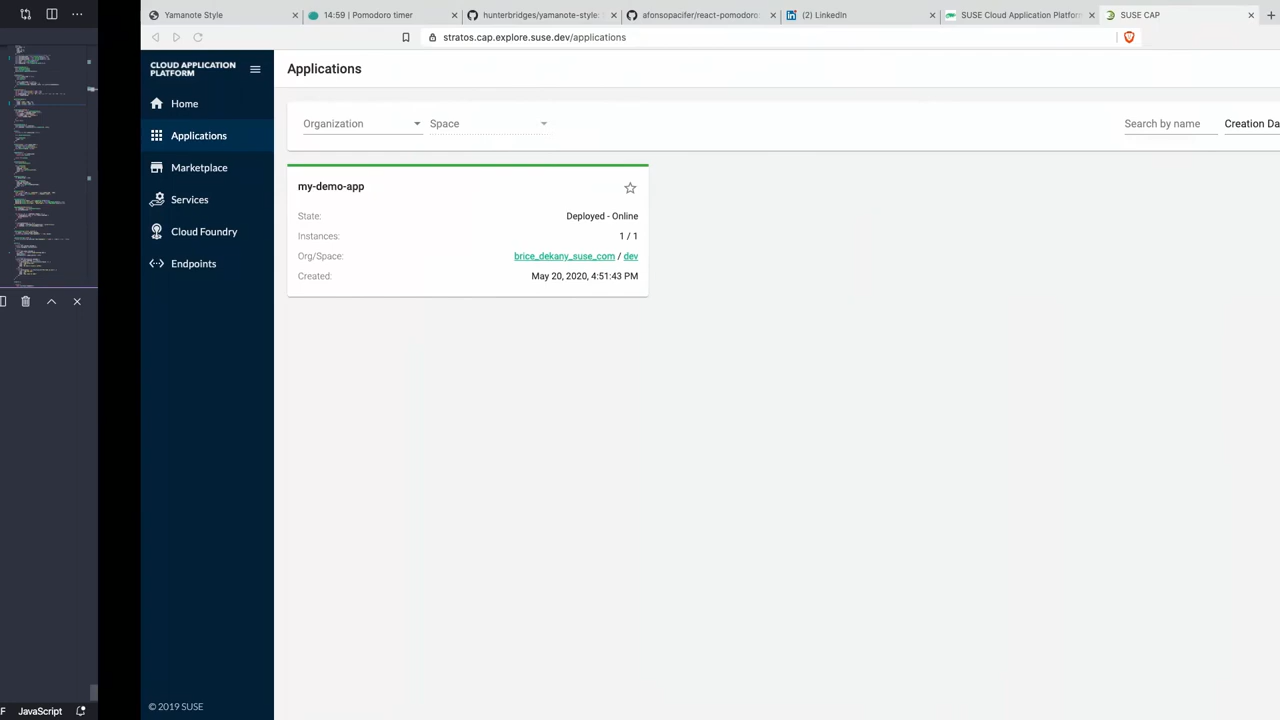 Yamanote Style
14:59 | Pomodoro timer
hunterbridges/yamanote-style:
afonsopacifer/react-pomodoro:
(2) LinkedIn
SUSE Cloud Application Platform
SUSE CAP
stratos.cap.explore.suse.dev/applications
CLOUD APPLICATION
PLATFORM
Applications
Home
Applications
Marketplace
Services
Cloud Foundry
Endpoints
Organization
Space
Search by name
Creation Da
my-demo-app
State:
Deployed - Online
Instances:
1 / 1
Org/Space:
brice_dekany_suse_com / dev
Created:
May 20, 2020, 4:51:43 PM
© 2019 SUSE
F
JavaScript